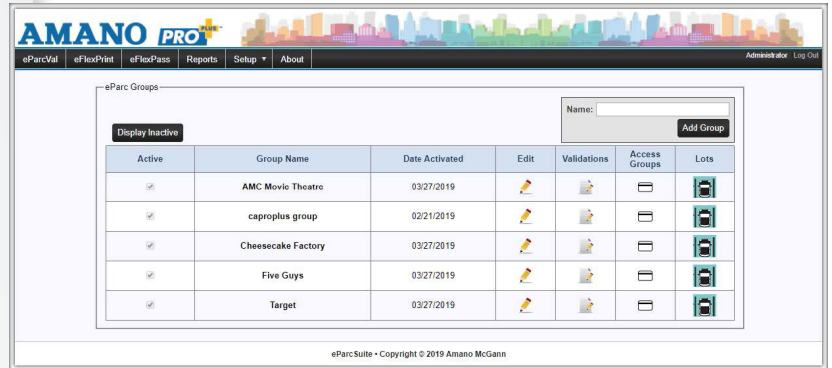 AMANO PRO PLUS
eParcVal eFlexPrint eFlexPass Reports Setup ▼ About Administrator Log Out
eParc Groups
Name:
Display Inactive Add Group
Active Group Name Date Activated Edit Validations Access Groups Lots
AMC Movie Theatre 03/27/2019
caproplus group 02/21/2019
Cheesecake Factory 03/27/2019
Five Guys 03/27/2019
Target 03/27/2019
eParcSuite • Copyright © 2019 Amano McGann